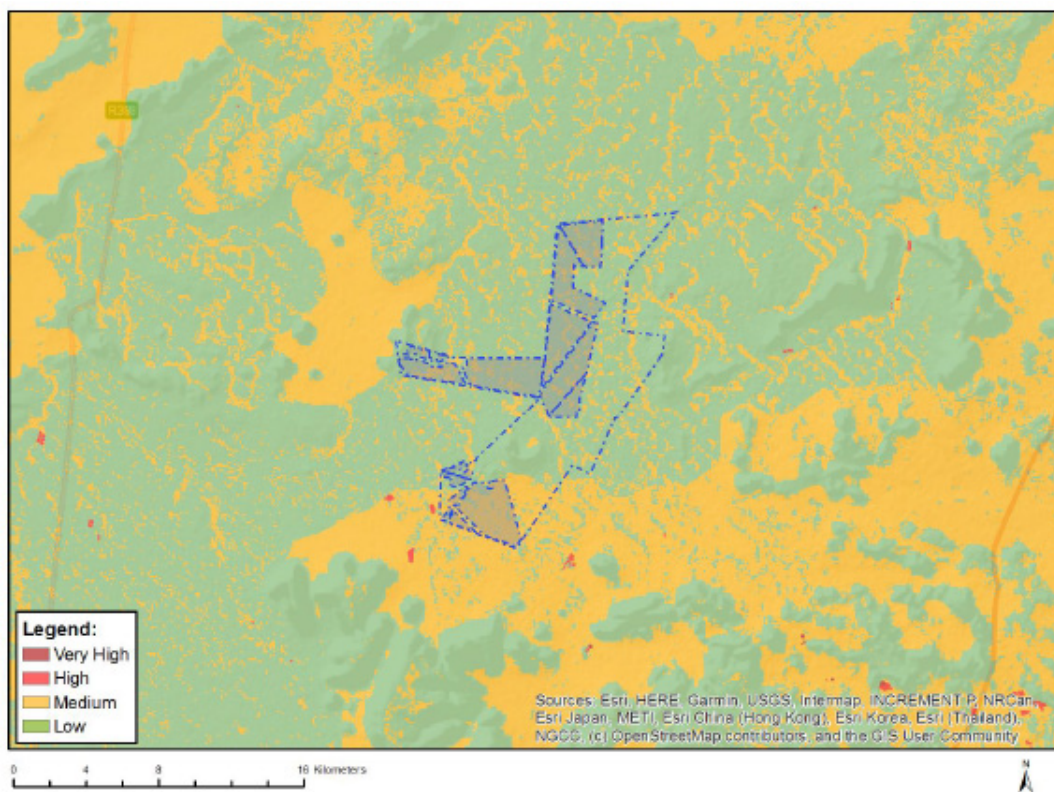 Legend:
Very High
High
Medium
Low
Sources: Esri, HERE, Garmin, USGS, Intermap, INCREMENT P, NRCan,
Esri Japan, METI, Esri China (Hong Kong), Esri Korea, Esri (Thailand),
NGCC, (c) OpenStreetMap contributors, and the GIS User Community
0 4 8 16 Kilometers
N